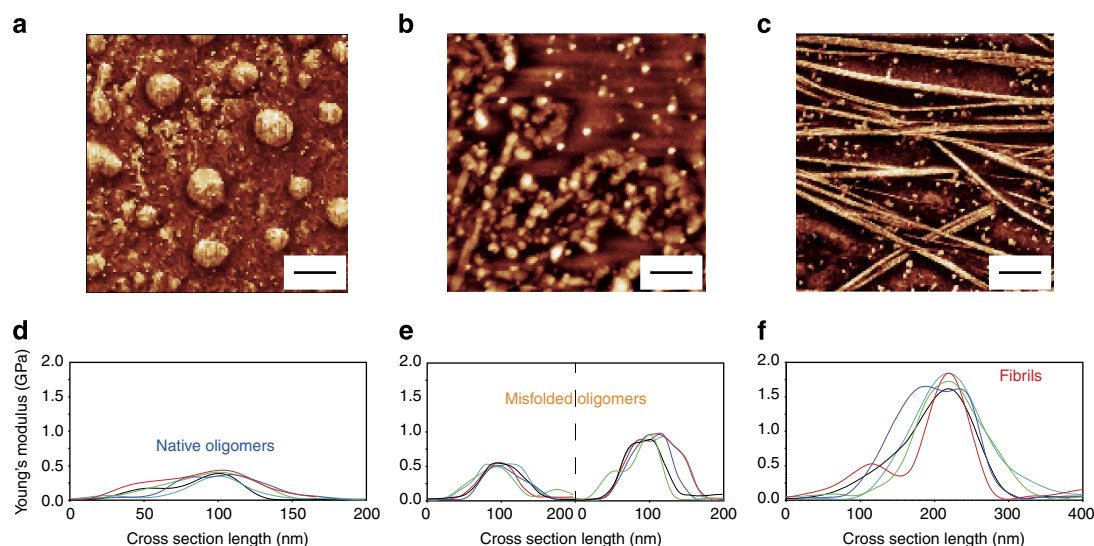 a
b
c
d
e
f
Young's modulus (GPa)
2.0
1.5
1.0
0.5
0.0
Native oligomers
0
50
100
150
200
Cross section length (nm)
2.0
1.5
1.0
0.5
0.0
Misfolded oligomers
0
100
0
100
200
Cross section length (nm)
2.0
1.5
1.0
0.5
0.0
Fibrils
0
100
200
300
400
Cross section length (nm)